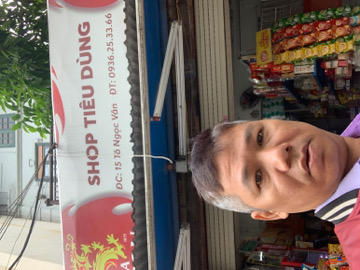 SHOP TIÊU DÙNG
ĐC: 15 Tô Ngọc Vân  ĐT: 0936.25.33.66